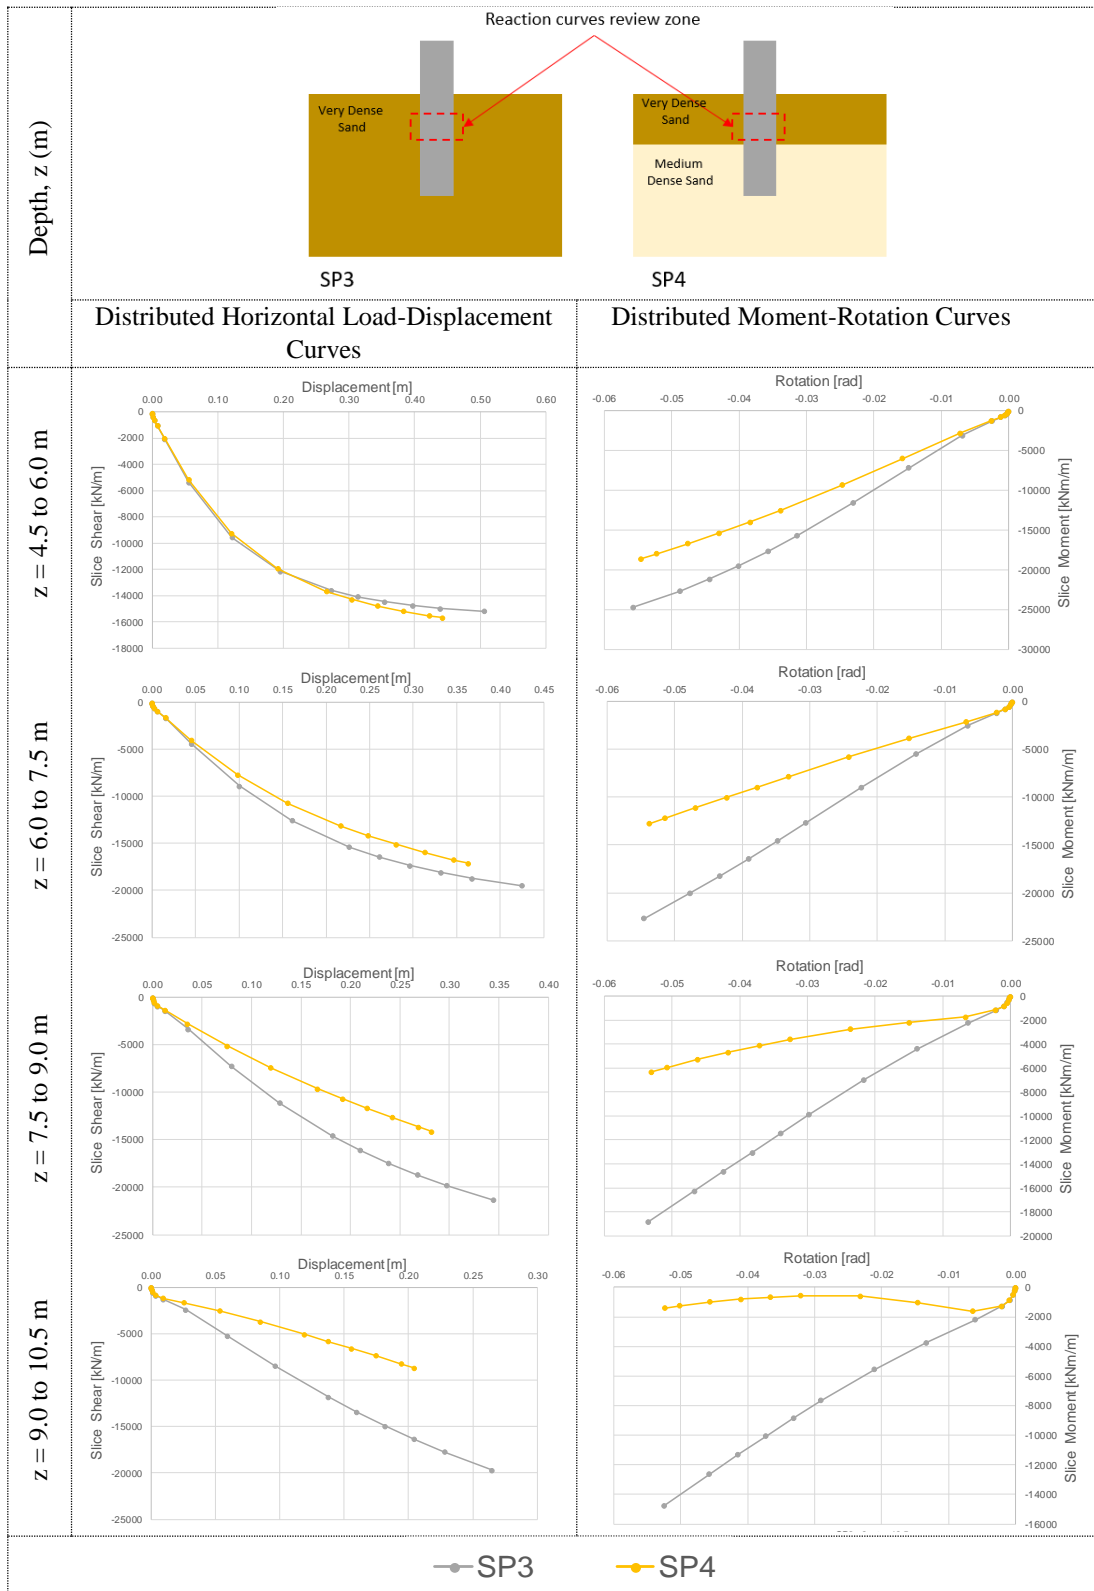 Reaction curves review zone
Very Dense
Sand
Very Dense
Sand
Medium
Dense Sand
SP3
SP4
Depth, z (m)
Distributed Horizontal Load-Displacement
Curves
Distributed Moment-Rotation Curves
z = 4.5 to 6.0 m
Displacement [m]
0.00 0.10 0.20 0.30 0.40 0.50 0.60
0
-2000
-4000
-6000
-8000
-10000
-12000
-14000
-16000
-18000
Slice Shear [kN/m]
Rotation [rad]
-0.06 -0.05 -0.04 -0.03 -0.02 -0.01 0.00
0
-5000
-10000
-15000
-20000
-25000
-30000
Slice Moment [kNm/m]
z = 6.0 to 7.5 m
Displacement [m]
0.00 0.05 0.10 0.15 0.20 0.25 0.30 0.35 0.40 0.45
0
-5000
-10000
-15000
-20000
-25000
Slice Shear [kN/m]
Rotation [rad]
-0.06 -0.05 -0.04 -0.03 -0.02 -0.01 0.00
0
-5000
-10000
-15000
-20000
-25000
Slice Moment [kNm/m]
z = 7.5 to 9.0 m
Displacement [m]
0.00 0.05 0.10 0.15 0.20 0.25 0.30 0.35 0.40
0
-5000
-10000
-15000
-20000
-25000
Slice Shear [kN/m]
Rotation [rad]
-0.06 -0.05 -0.04 -0.03 -0.02 -0.01 0.00
0
-2000
-4000
-6000
-8000
-10000
-12000
-14000
-16000
-18000
-20000
Slice Moment [kNm/m]
z = 9.0 to 10.5 m
Displacement [m]
0.00 0.05 0.10 0.15 0.20 0.25 0.30
0
-5000
-10000
-15000
-20000
-25000
Slice Shear [kN/m]
Rotation [rad]
-0.06 -0.05 -0.04 -0.03 -0.02 -0.01 0.00
0
-2000
-4000
-6000
-8000
-10000
-12000
-14000
-16000
Slice Moment [kNm/m]
SP3 SP4